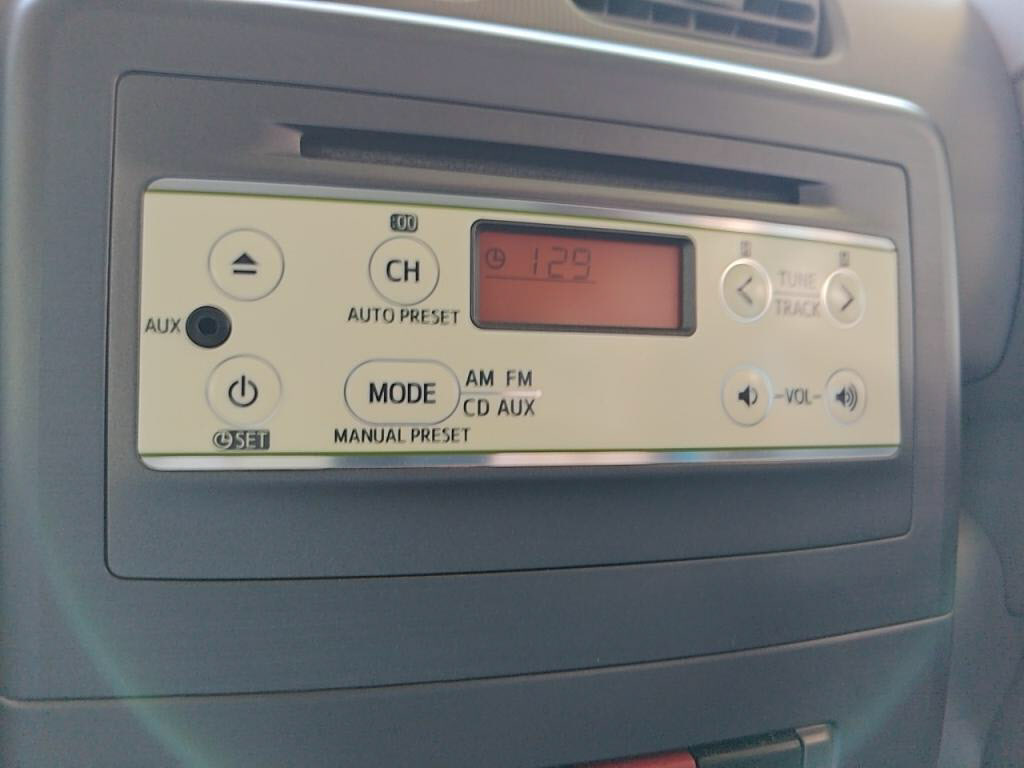 :00
CH
AUTO PRESET
129
H
M
TUNE
TRACK
AUX
MODE
AM FM
CD AUX
VOL
SET
MANUAL PRESET